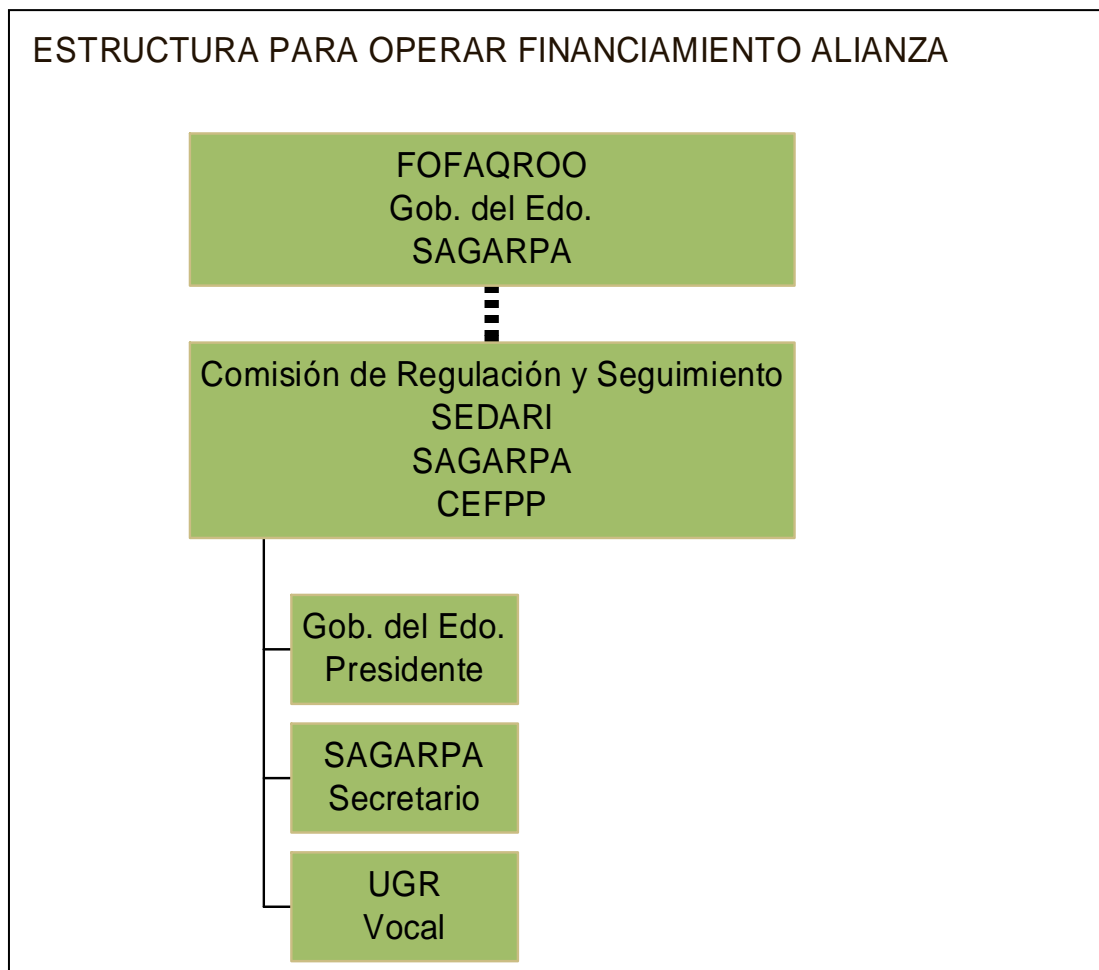 ESTRUCTURA PARA OPERAR FINANCIAMIENTO ALIANZA
FOFAQROO
Gob. del Edo.
SAGARPA
Comisión de Regulación y Seguimiento
SEDARI
SAGARPA
CEFPP
Gob. del Edo.
Presidente
SAGARPA
Secretario
UGR
Vocal